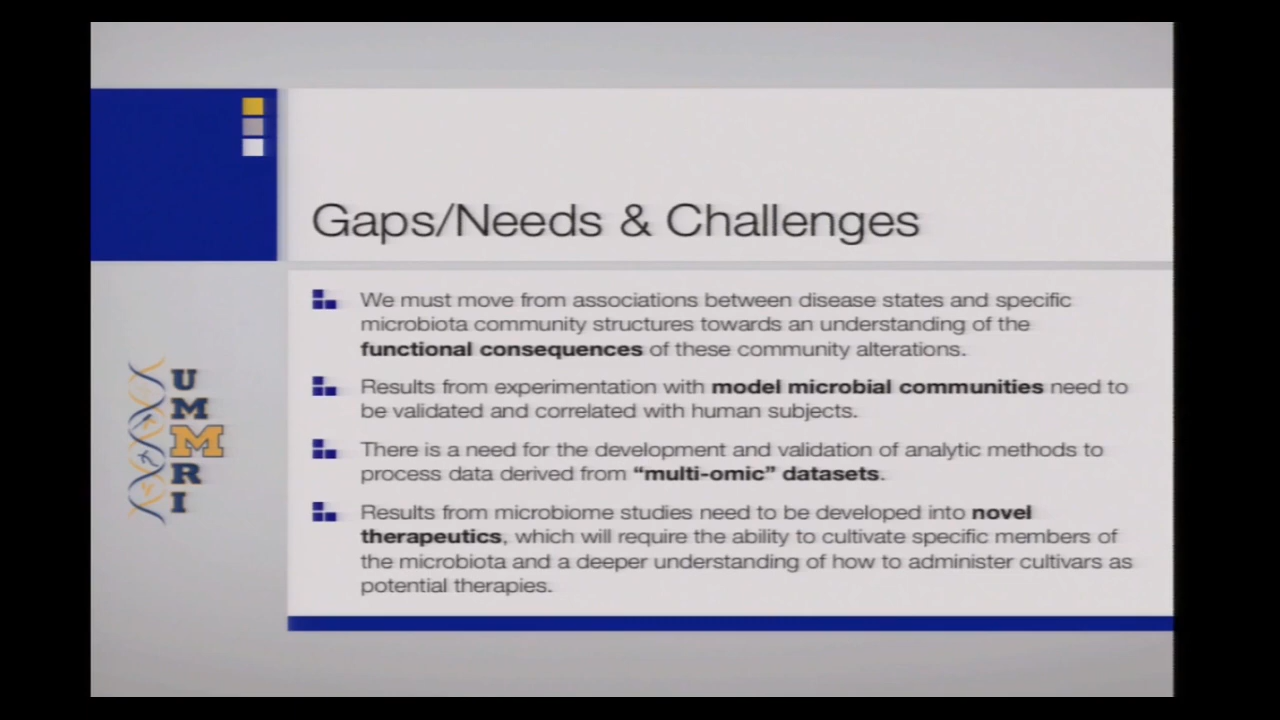 Gaps/Needs & Challenges
We must move from associations between disease states and specific
microbiota community structures towards an understanding of the
functional consequences of these community alterations.
Results from experimentation with model microbial communities need to
be validated and correlated with human subjects.
There is a need for the development and validation of analytic methods to
process data derived from “multi-omic” datasets.
Results from microbiome studies need to be developed into novel
therapeutics, which will require the ability to cultivate specific members of
the microbiota and a deeper understanding of how to administer cultivars as
potential therapies.
U
M
M
R
I